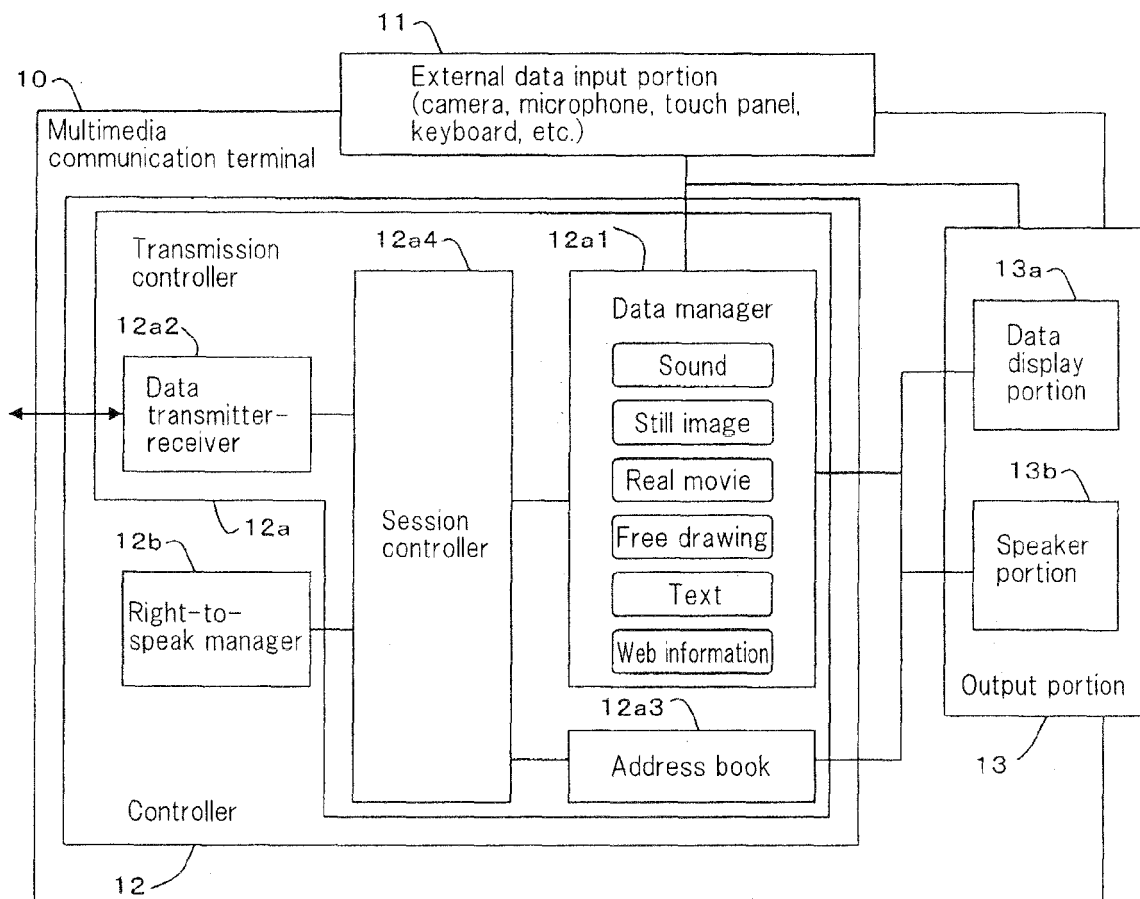 11
External data input portion
(camera, microphone, touch panel,
keyboard, etc.)
10
Multimedia
communication terminal
Transmission
controller
12a4
12a1
13a
12a2
Data manager
Data
display
portion
Sound
Data
transmitter-
receiver
Still image
Real movie
13b
12a
Session
controller
Free drawing
Speaker
portion
12b
Text
Right-to-
speak manager
Web information
Output portion
12a3
Address book
13
Controller
12